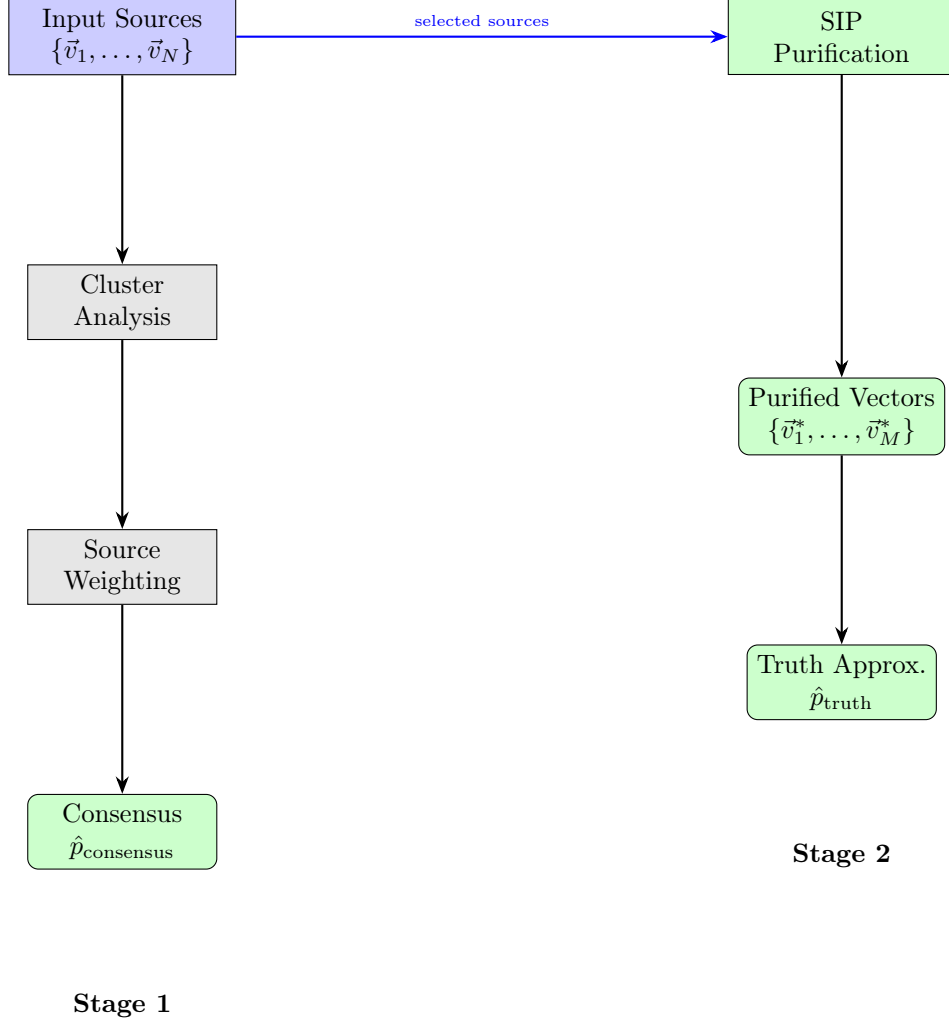 Input Sources
{v⃗₁, . . . , v⃗_N}
selected sources
SIP
Purification
Cluster
Analysis
Purified Vectors
{v⃗₁*, . . . , v⃗_M*}
Source
Weighting
Truth Approx.
p̂_truth
Consensus
p̂_consensus
Stage 2
Stage 1